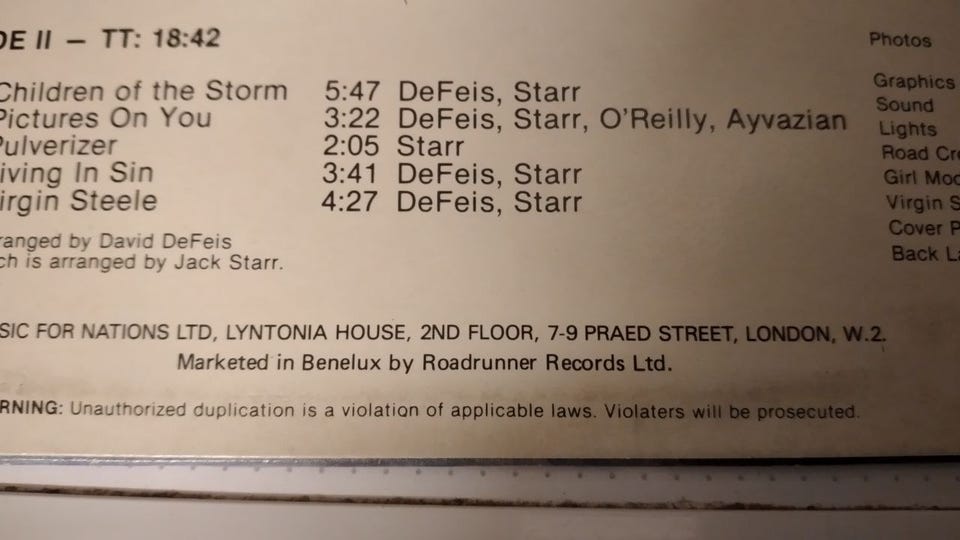 DE II — TT: 18:42
Children of the Storm 5:47 DeFeis, Starr
Pictures On You 3:22 DeFeis, Starr, O'Reilly, Ayvazian
Pulverizer 2:05 Starr
iving In Sin 3:41 DeFeis, Starr
irgin Steele 4:27 DeFeis, Starr
ranged by David DeFeis
ch is arranged by Jack Starr.
SIC FOR NATIONS LTD, LYNTONIA HOUSE, 2ND FLOOR, 7-9 PRAED STREET, LONDON, W.2.
Marketed in Benelux by Roadrunner Records Ltd.
RNING: Unauthorized duplication is a violation of applicable laws. Violaters will be prosecuted.
Photos
Graphics
Sound
Lights
Road Cre
Girl Mod
Virgin S
Cover P
Back La